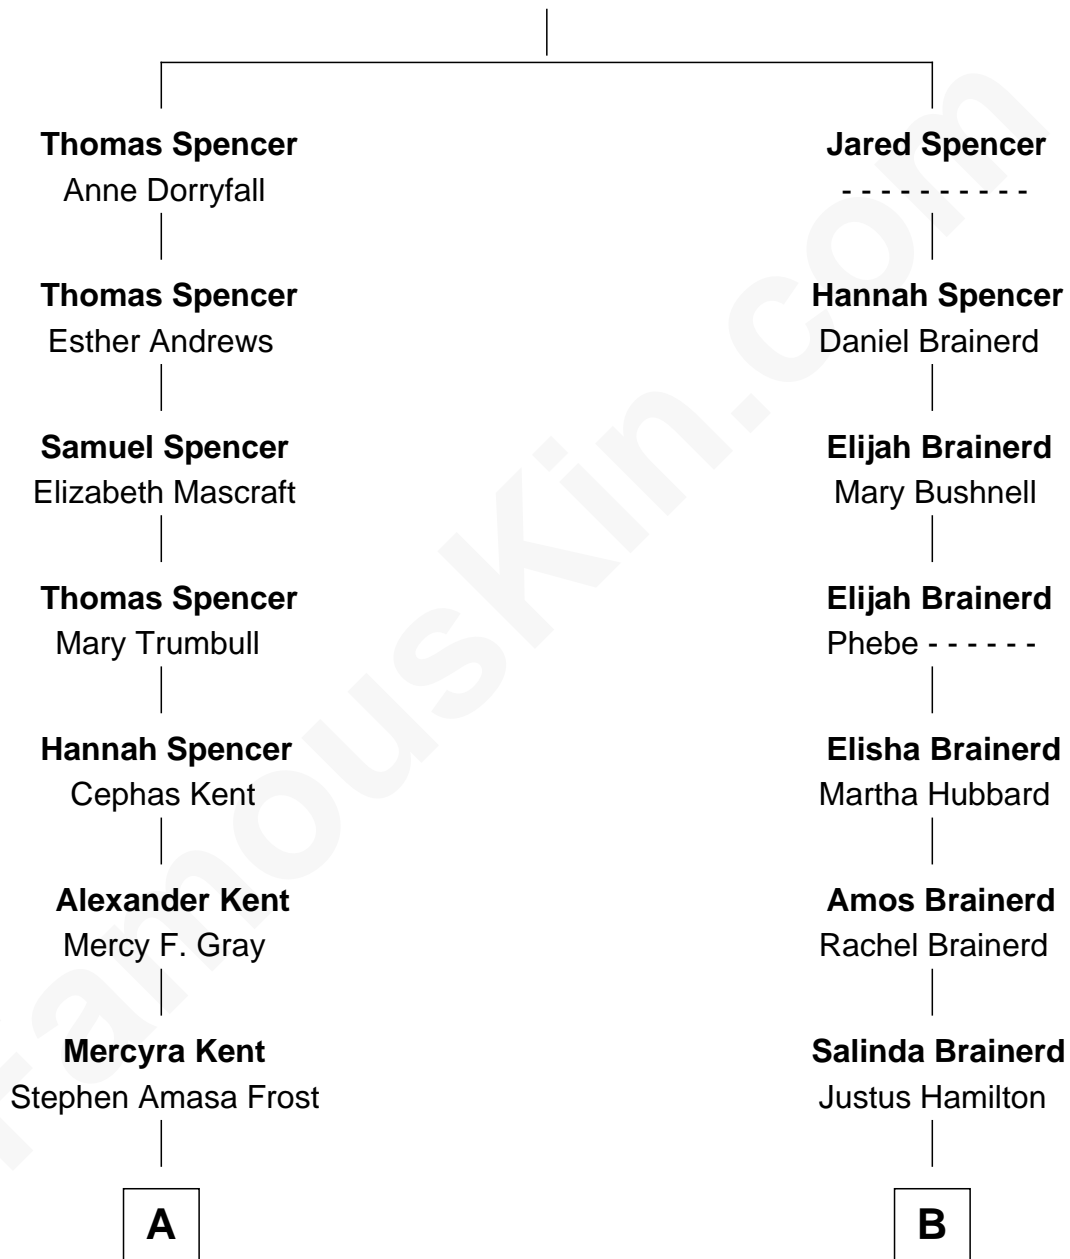 Thomas Spencer
Anne Dorryfall
Thomas Spencer
Esther Andrews
Samuel Spencer
Elizabeth Mascraft
Thomas Spencer
Mary Trumbull
Hannah Spencer
Cephas Kent
Alexander Kent
Mercy F. Gray
Mercyra Kent
Stephen Amasa Frost
A
Jared Spencer
- - - - - - - - - -
Hannah Spencer
Daniel Brainerd
Elijah Brainerd
Mary Bushnell
Elijah Brainerd
Phebe - - - - - -
Elisha Brainerd
Martha Hubbard
Amos Brainerd
Rachel Brainerd
Salinda Brainerd
Justus Hamilton
B
FamousKin.com